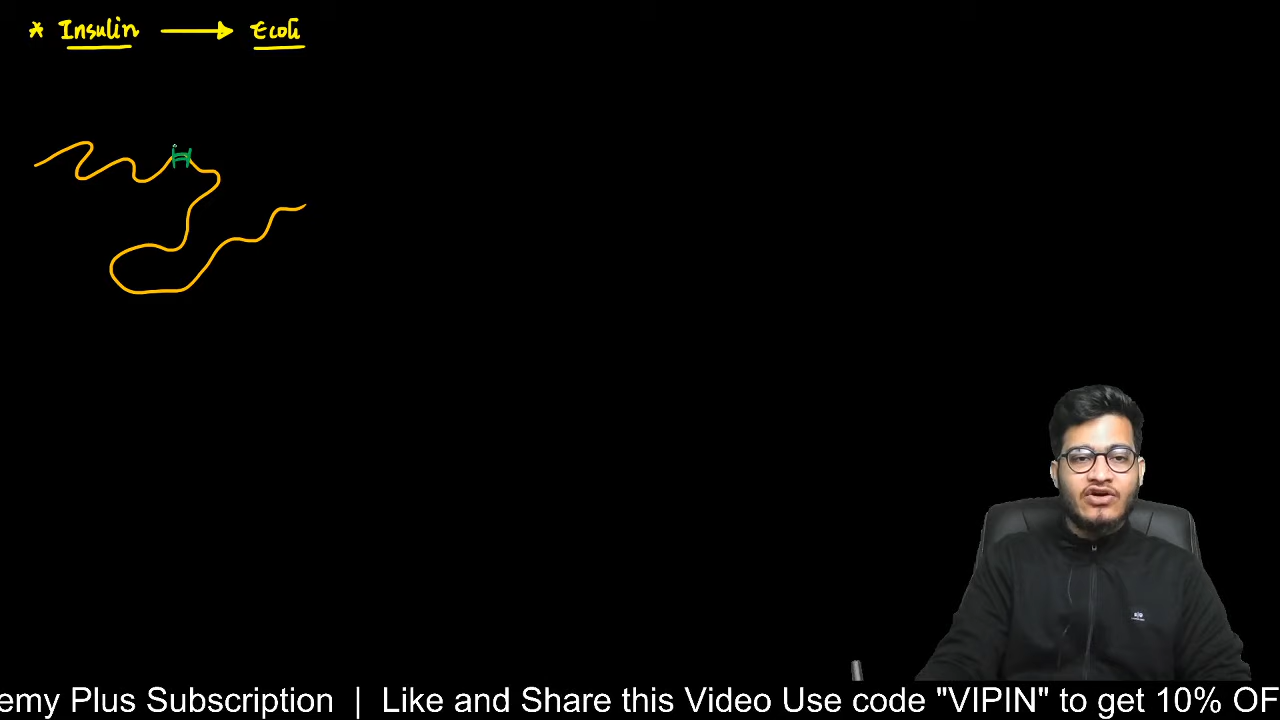 * Insulin → Ecoli
emy Plus Subscription | Like and Share this Video Use code "VIPIN" to get 10% OF